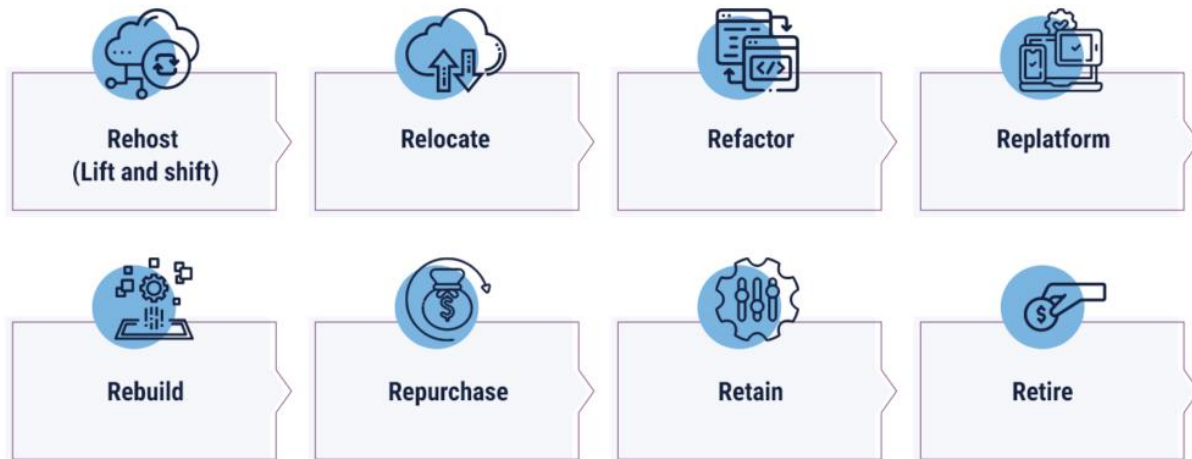 Rehost
(Lift and shift)
Relocate
Refactor
Replatform
Rebuild
Repurchase
Retain
Retire